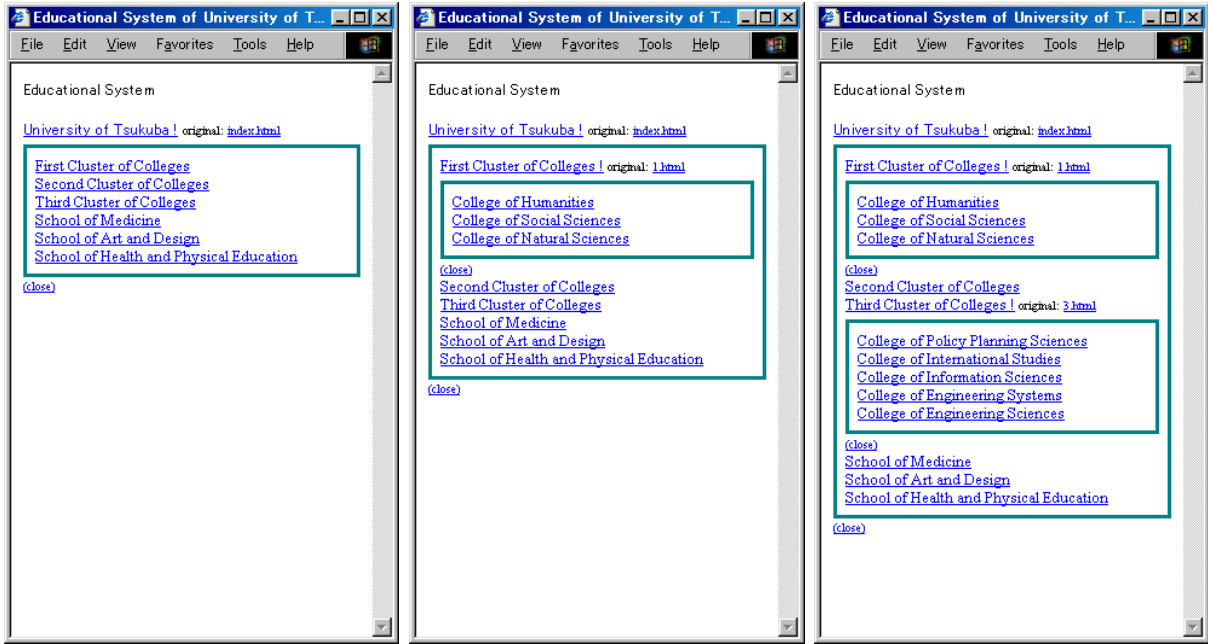 Educational System of University of T...
File Edit View Favorites Tools Help
Educational System
University of Tsukuba ! original: index.html
First Cluster of Colleges
Second Cluster of Colleges
Third Cluster of Colleges
School of Medicine
School of Art and Design
School of Health and Physical Education
(close)
Educational System of University of T...
File Edit View Favorites Tools Help
Educational System
University of Tsukuba ! original: index.html
First Cluster of Colleges ! original: 1.html
College of Humanities
College of Social Sciences
College of Natural Sciences
(close)
Second Cluster of Colleges
Third Cluster of Colleges
School of Medicine
School of Art and Design
School of Health and Physical Education
(close)
Educational System of University of T...
File Edit View Favorites Tools Help
Educational System
University of Tsukuba ! original: index.html
First Cluster of Colleges ! original: 1.html
College of Humanities
College of Social Sciences
College of Natural Sciences
(close)
Second Cluster of Colleges
Third Cluster of Colleges ! original: 3.html
College of Policy Planning Sciences
College of International Studies
College of Information Sciences
College of Engineering Systems
College of Engineering Sciences
(close)
School of Medicine
School of Art and Design
School of Health and Physical Education
(close)